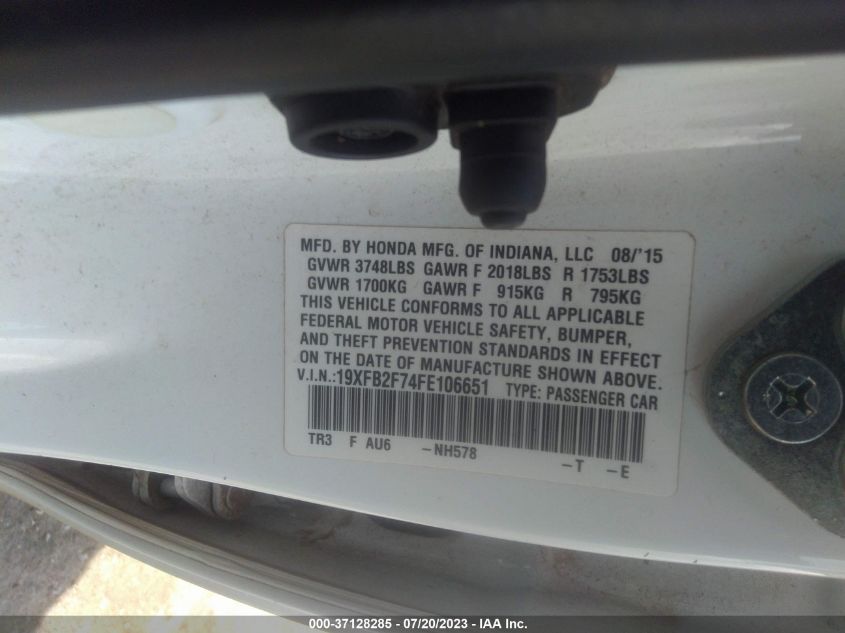 MFD. BY HONDA MFG. OF INDIANA, LLC 08/'15
GVWR 3748LBS GAWR F 2018LBS R 1753LBS
GVWR 1700KG GAWR F 915KG R 795KG
THIS VEHICLE CONFORMS TO ALL APPLICABLE
FEDERAL MOTOR VEHICLE SAFETY, BUMPER,
AND THEFT PREVENTION STANDARDS IN EFFECT
ON THE DATE OF MANUFACTURE SHOWN ABOVE.
V.I.N.:19XFB2F74FE106651 TYPE: PASSENGER CAR
TR3 F AU6 -NH578 -T -E
000-37128285 - 07/20/2023 - IAA Inc.